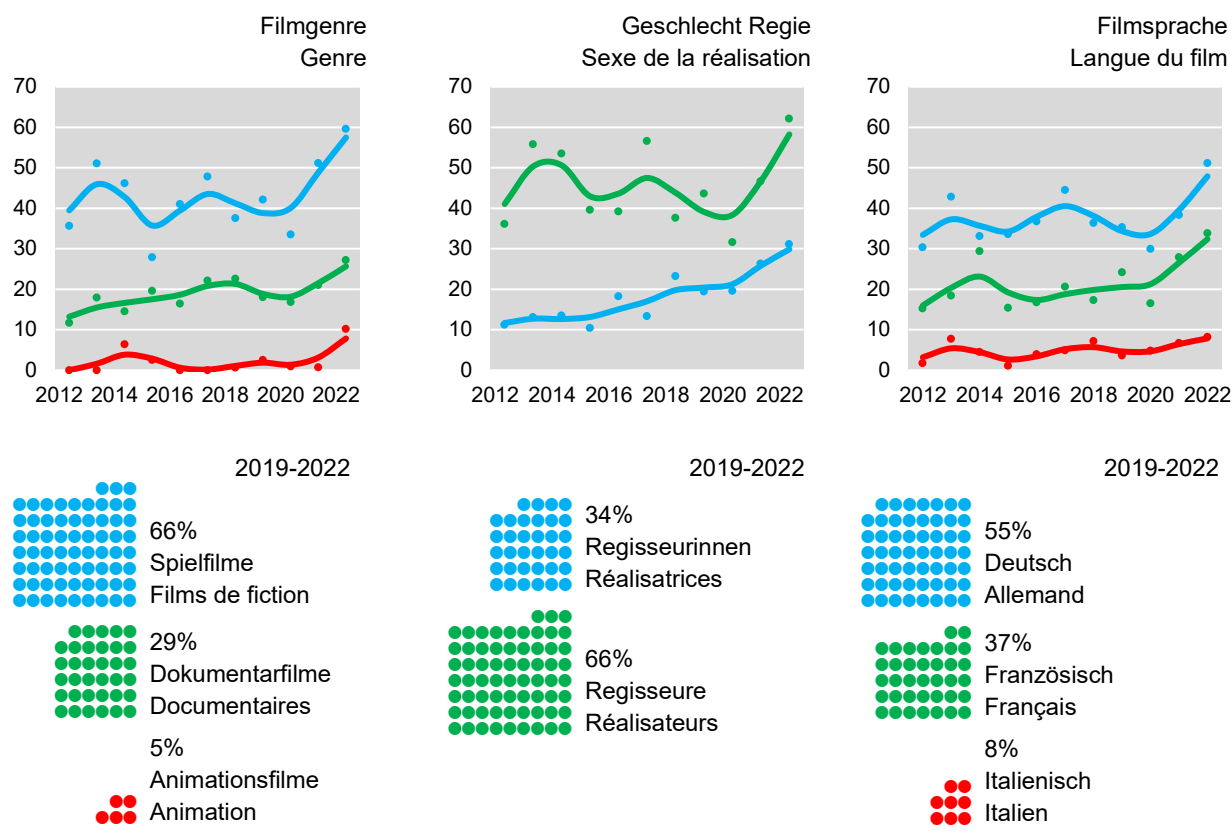 Filmgenre
Genre
70
60
50
40
30
20
10
0
2012 2014 2016 2018 2020 2022
Geschlecht Regie
Sexe de la réalisation
70
60
50
40
30
20
10
0
2012 2014 2016 2018 2020 2022
Filmsprache
Langue du film
70
60
50
40
30
20
10
0
2012 2014 2016 2018 2020 2022
2019-2022
66%
Spielfilme
Films de fiction
29%
Dokumentarfilme
Documentaires
5%
Animationsfilme
Animation
2019-2022
34%
Regisseurinnen
Réalisatrices
66%
Regisseure
Réalisateurs
2019-2022
55%
Deutsch
Allemand
37%
Französisch
Français
8%
Italienisch
Italien